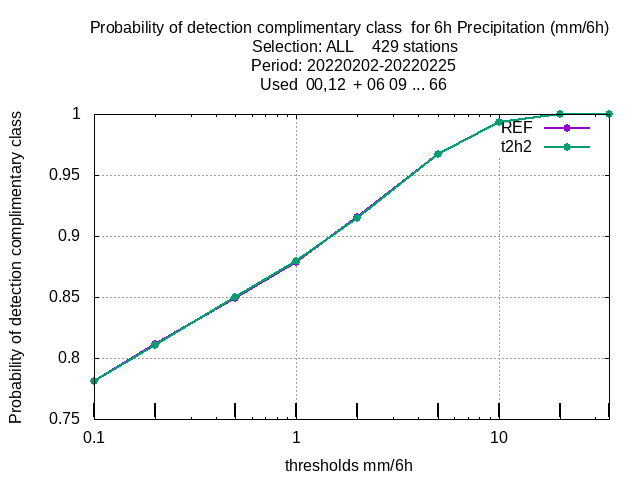 Probability of detection complimentary class  for 6h Precipitation (mm/6h)
Selection: ALL    429 stations
Period: 20220202-20220225
Used  00,12  + 06 09 ... 66
Probability of detection complimentary class
1
0.95
0.9
0.85
0.8
0.75
REF
t2h2
0.1
1
10
thresholds mm/6h